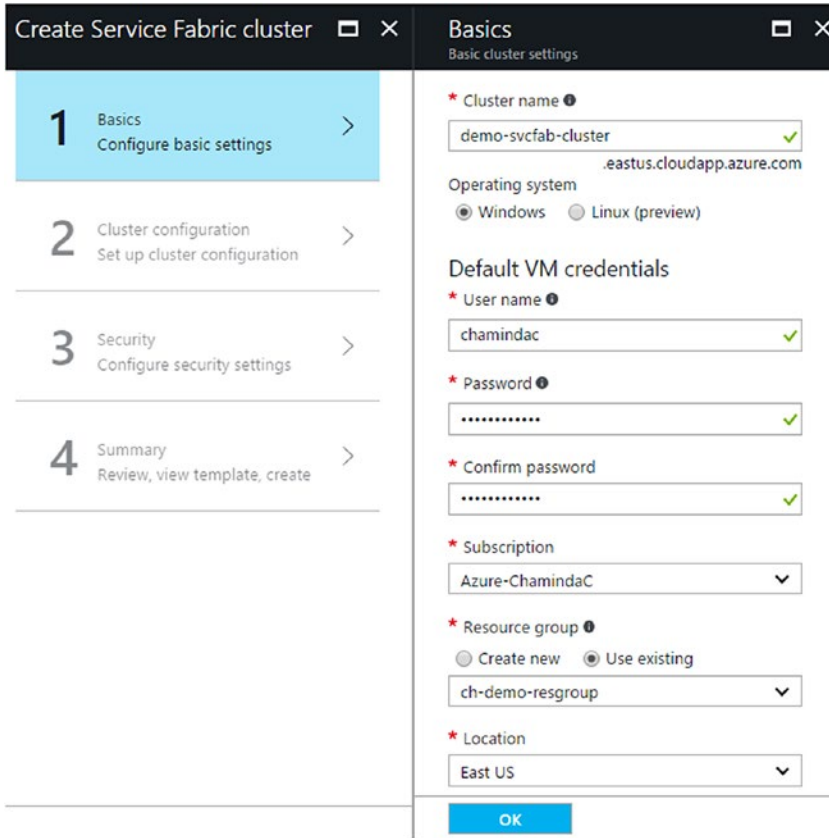 Create Service Fabric cluster
1
Basics
Configure basic settings
2
Cluster configuration
Set up cluster configuration
3
Security
Configure security settings
4
Summary
Review, view template, create
Basics
Basic cluster settings
* Cluster name
demo-svcfab-cluster
.eastus.cloudapp.azure.com
Operating system
Windows Linux (preview)
Default VM credentials
* User name
chamindac
* Password
••••••••••••
* Confirm password
••••••••••••
* Subscription
Azure-ChamindaC
* Resource group
Create new Use existing
ch-demo-resgroup
* Location
East US
OK